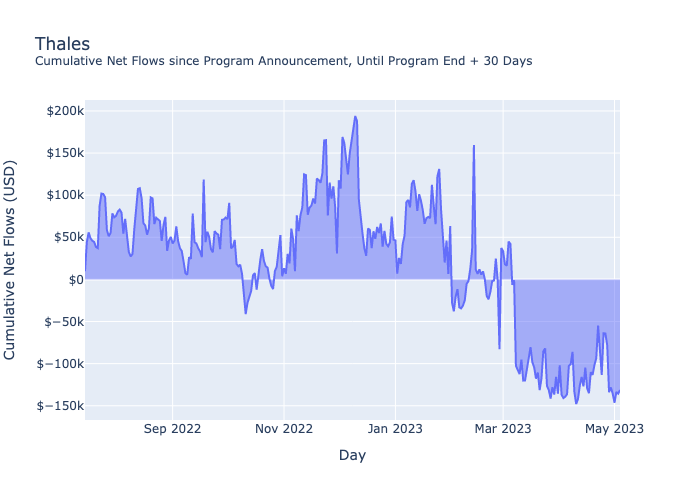 Thales
Cumulative Net Flows since Program Announcement, Until Program End + 30 Days
Cumulative Net Flows (USD)
$200k
$150k
$100k
$50k
$0
$−50k
$−100k
$−150k
Sep 2022
Nov 2022
Jan 2023
Mar 2023
May 2023
Day